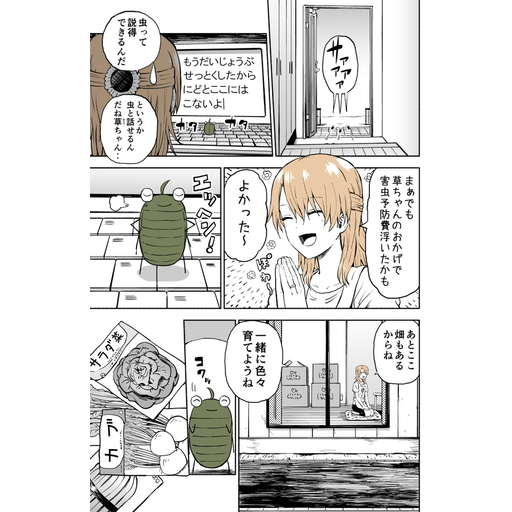 サァァァァ
もうだいじょうぶ
せっとくしたから
にどとここには
こないよ
虫って
説得
できるんだ
ガタ
ガタ
というか
虫と話せるん
だね草ちゃん・・
まぁでも
草ちゃんのおかげで
害虫予防費浮いたかも
よかった〜
ぽわ〜
エッヘン!
あとここ
畑もある
からね
一緒に色々
育てようね
コクッ
サラダ菜
カブ